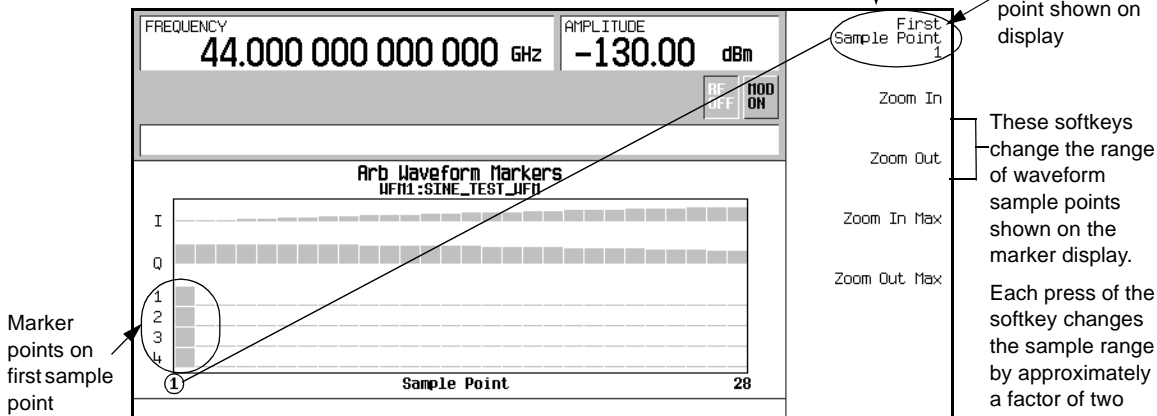 FREQUENCY
44.000 000 000 000 GHz
AMPLITUDE
-130.00 dBm
RF OFF
MOD ON
Arb Waveform Markers
WFM1:SINE_TEST_WFM
I
Q
1
2
3
4
1
Sample Point
28
Marker
points on
first sample
point
First
Sample Point
1
Zoom In
Zoom Out
Zoom In Max
Zoom Out Max
point shown on
display
These softkeys
change the range
of waveform
sample points
shown on the
marker display.
Each press of the
softkey changes
the sample range
by approximately
a factor of two